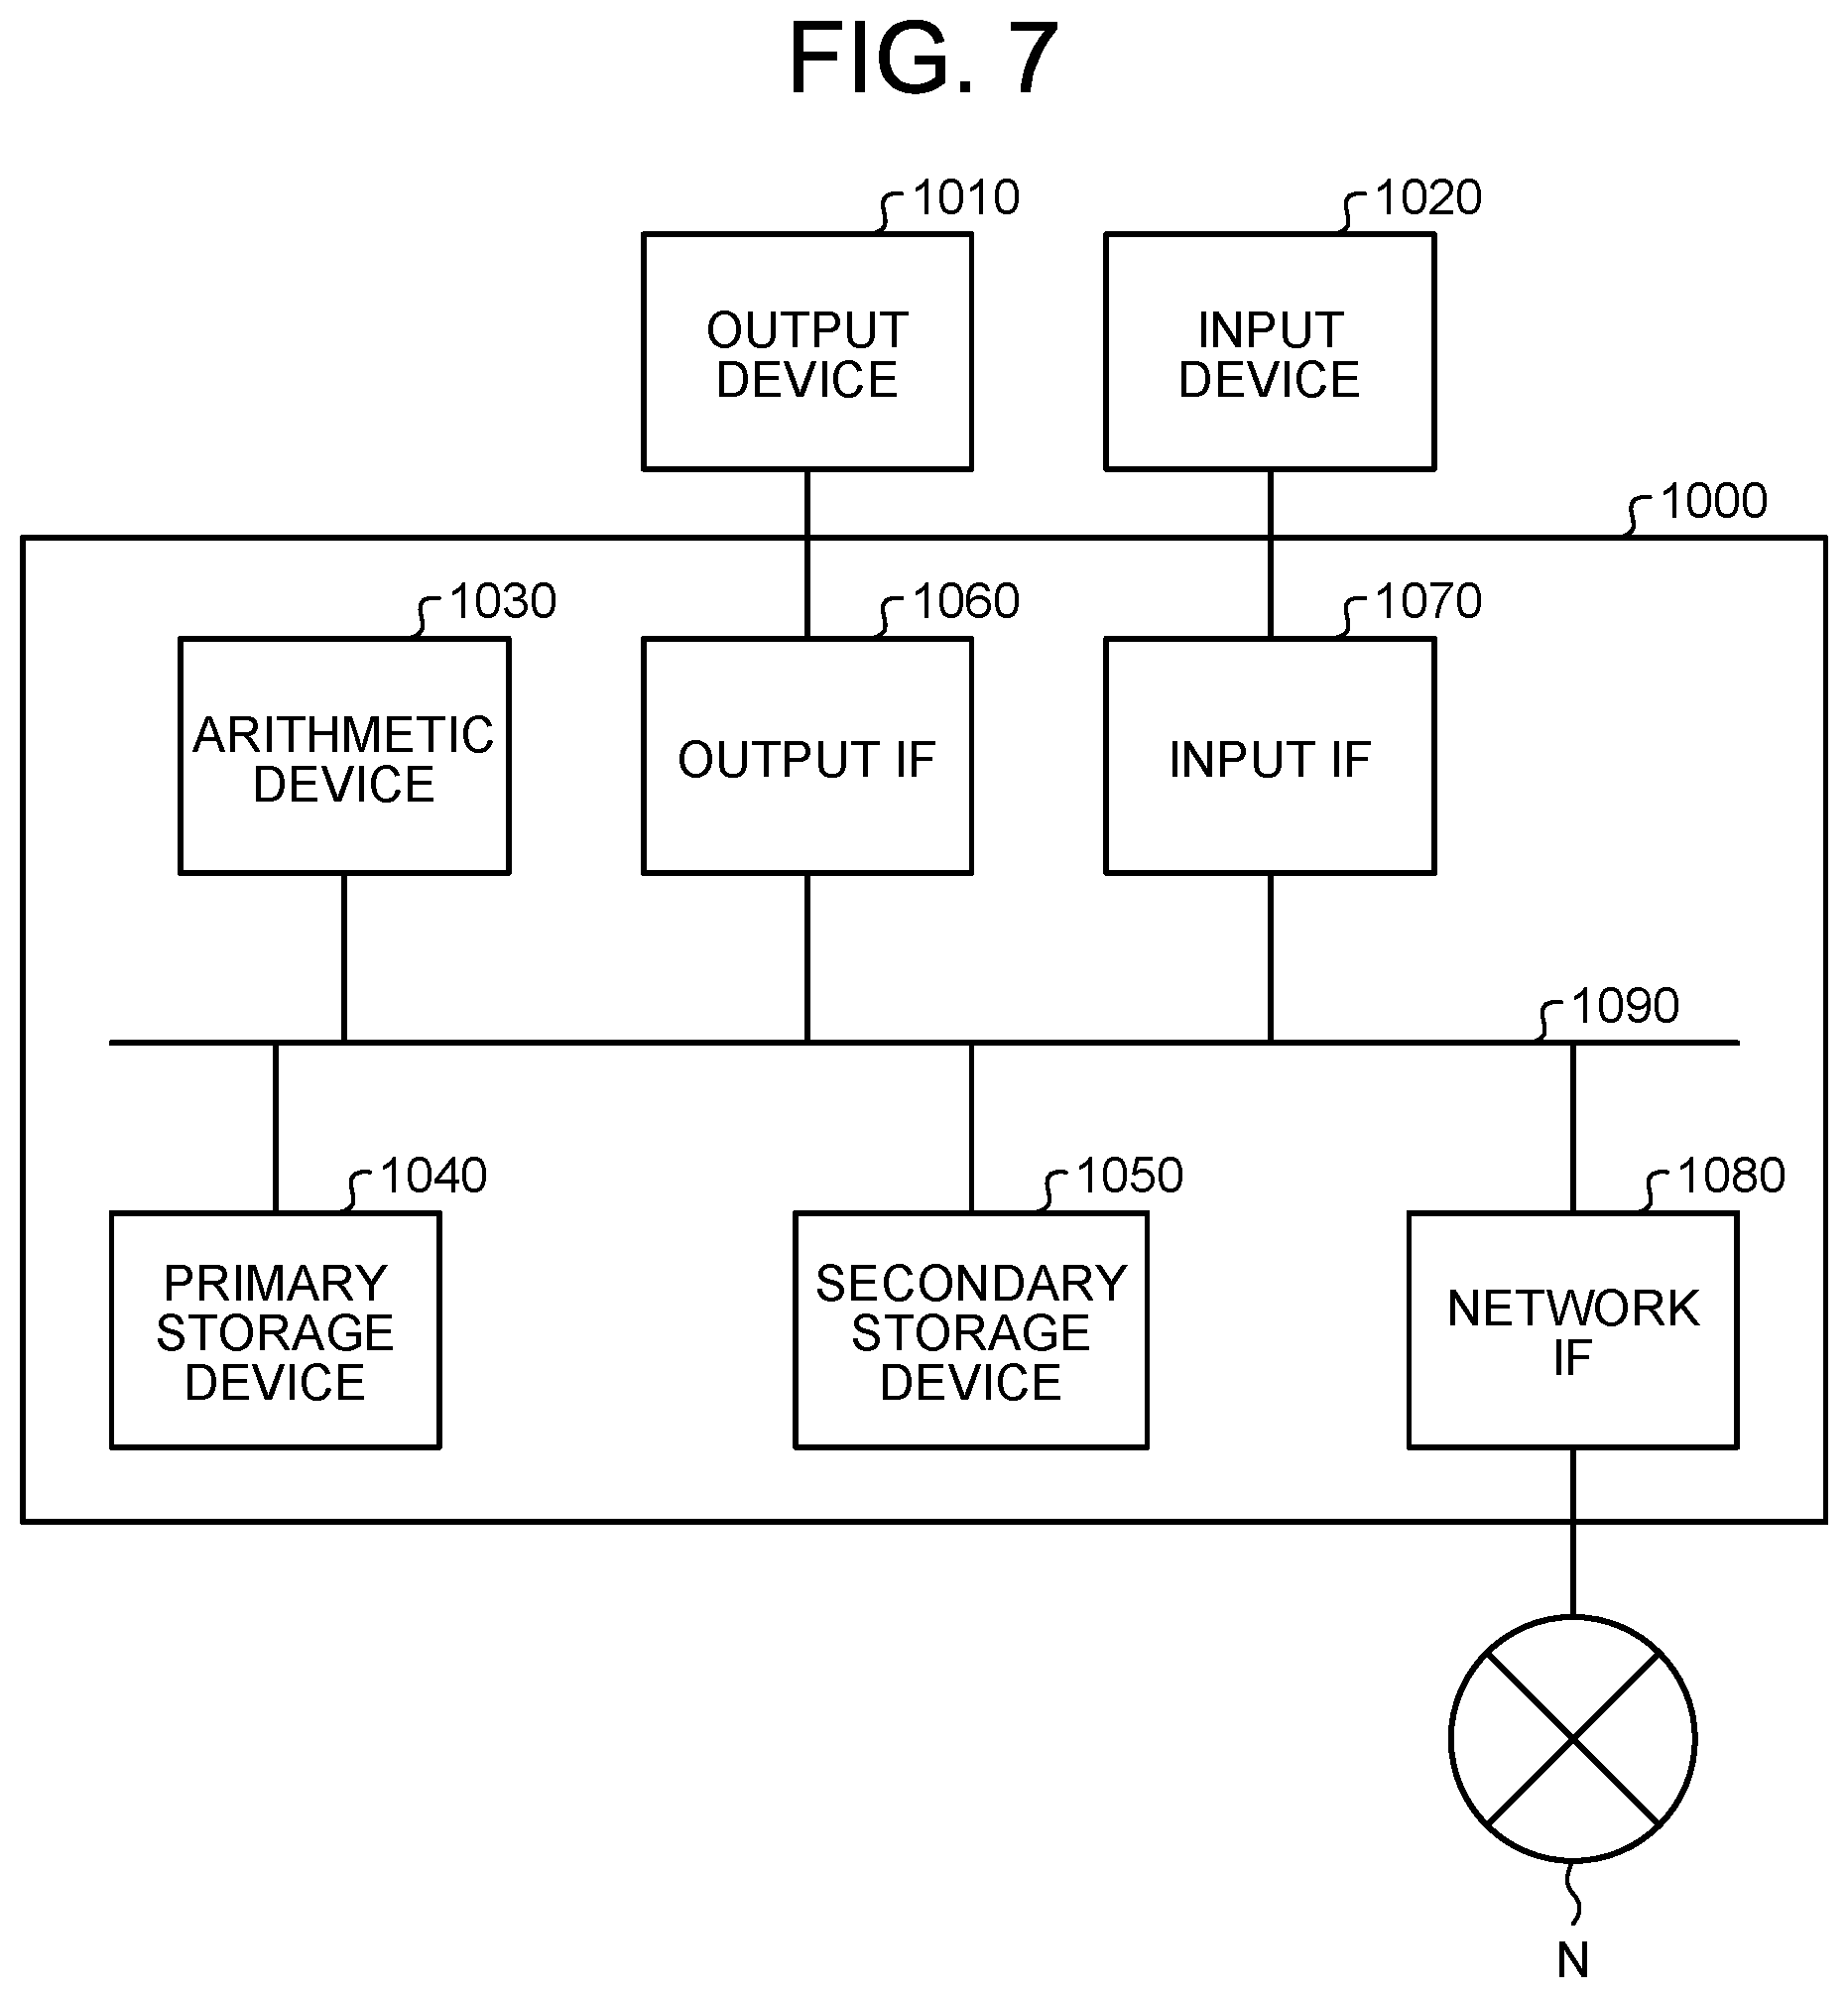 FIG. 7
1010
1020
OUTPUT
DEVICE
INPUT
DEVICE
1000
1030
1060
1070
ARITHMETIC
DEVICE
OUTPUT IF
INPUT IF
1090
1040
1050
1080
PRIMARY
STORAGE
DEVICE
SECONDARY
STORAGE
DEVICE
NETWORK
IF
N